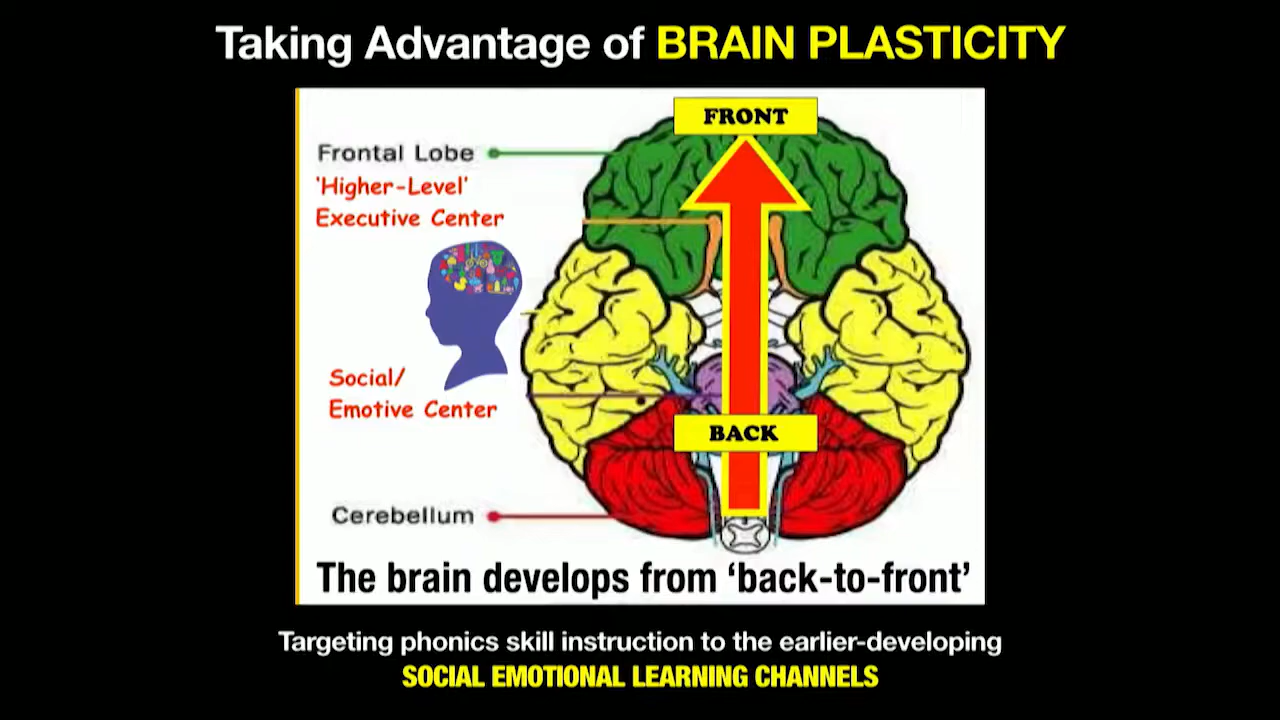 Taking Advantage of BRAIN PLASTICITY
FRONT
Frontal Lobe
‘Higher-Level’
Executive Center
Social/
Emotive Center
BACK
Cerebellum
The brain develops from ‘back-to-front’
Targeting phonics skill instruction to the earlier-developing
SOCIAL EMOTIONAL LEARNING CHANNELS